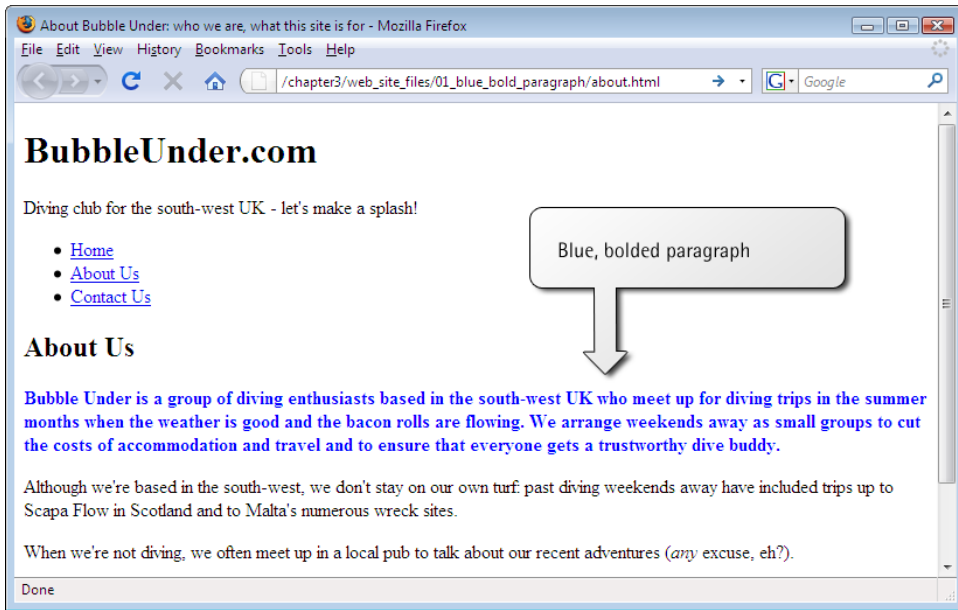 About Bubble Under: who we are, what this site is for - Mozilla Firefox
File Edit View History Bookmarks Tools Help
/chapter3/web_site_files/01_blue_bold_paragraph/about.html
G Google
BubbleUnder.com
Diving club for the south-west UK - let's make a splash!
Home
About Us
Contact Us
Blue, bolded paragraph
About Us
Bubble Under is a group of diving enthusiasts based in the south-west UK who meet up for diving trips in the summer
months when the weather is good and the bacon rolls are flowing. We arrange weekends away as small groups to cut
the costs of accommodation and travel and to ensure that everyone gets a trustworthy dive buddy.
Although we're based in the south-west, we don't stay on our own turf: past diving weekends away have included trips up to
Scapa Flow in Scotland and to Malta's numerous wreck sites.
When we're not diving, we often meet up in a local pub to talk about our recent adventures (any excuse, eh?).
Done